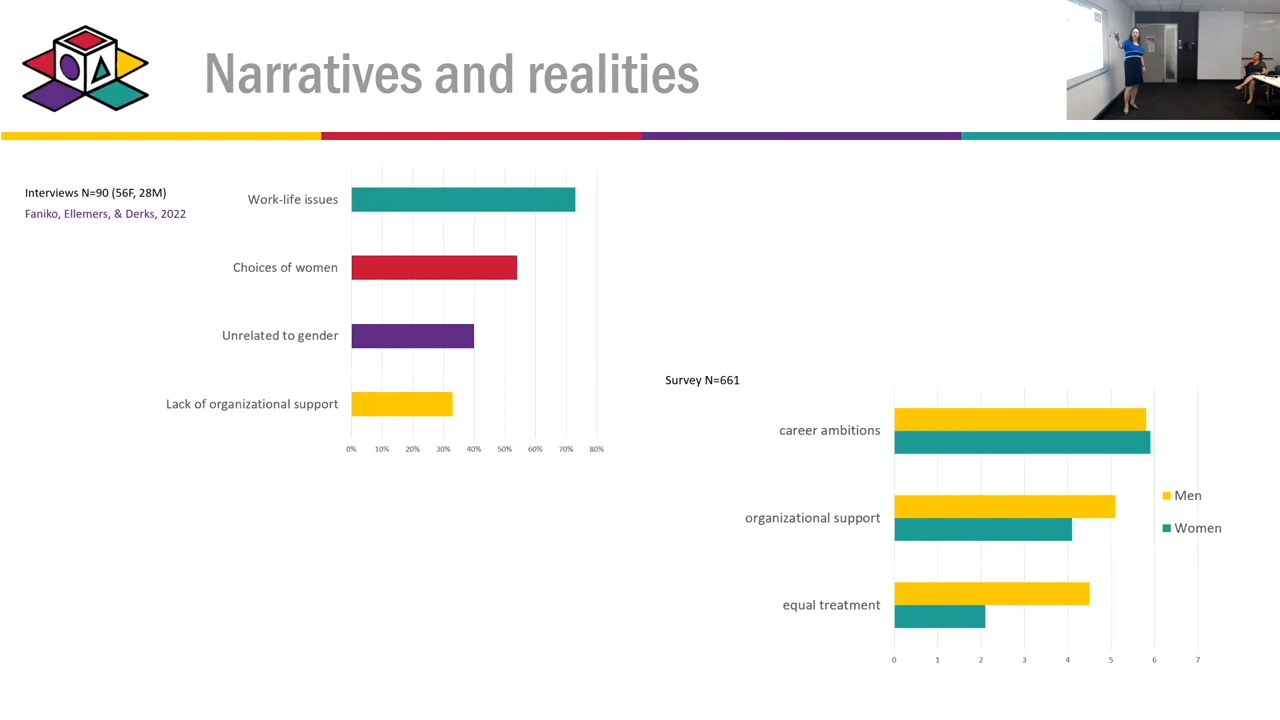 Narratives and realities
Interviews N=90 (56F, 28M)
Faniko, Ellemers, & Derks, 2022
Work-life issues
Choices of women
Unrelated to gender
Lack of organizational support
0% 10% 20% 30% 40% 50% 60% 70% 80%
Survey N=661
career ambitions
organizational support
equal treatment
Men
Women
0 1 2 3 4 5 6 7